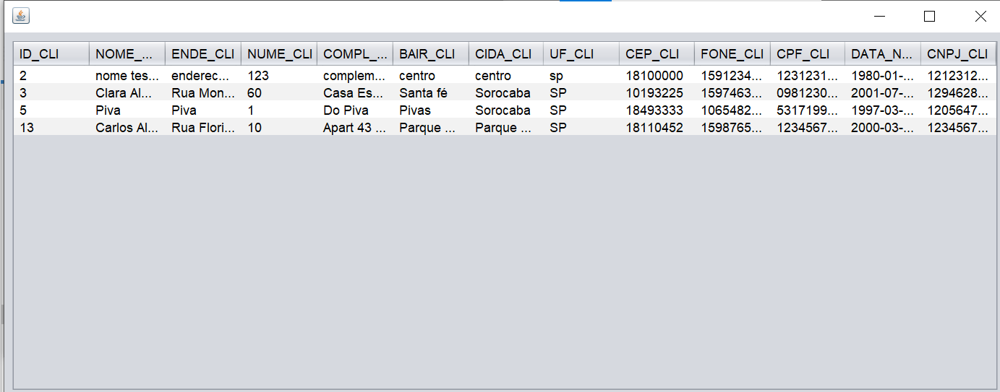 ID_CLI NOME_... ENDE_CLI NUME_CLI COMPL_... BAIR_CLI CIDA_CLI UF_CLI CEP_CLI FONE_CLI CPF_CLI DATA_N... CNPJ_CLI
2 nome tes... enderec... 123 complem... centro centro sp 18100000 1591234... 1231231... 1980-01-... 1212312...
3 Clara Al... Rua Mon... 60 Casa Es... Santa fé Sorocaba SP 10193225 1597463... 0981230... 2001-07-... 1294628...
5 Piva Piva 1 Do Piva Pivas Sorocaba SP 18493333 1065482... 5317199... 1997-03-... 1205647...
13 Carlos Al... Rua Flori... 10 Apart 43 ... Parque ... Parque ... SP 18110452 1598765... 1234567... 2000-03-... 1234567...